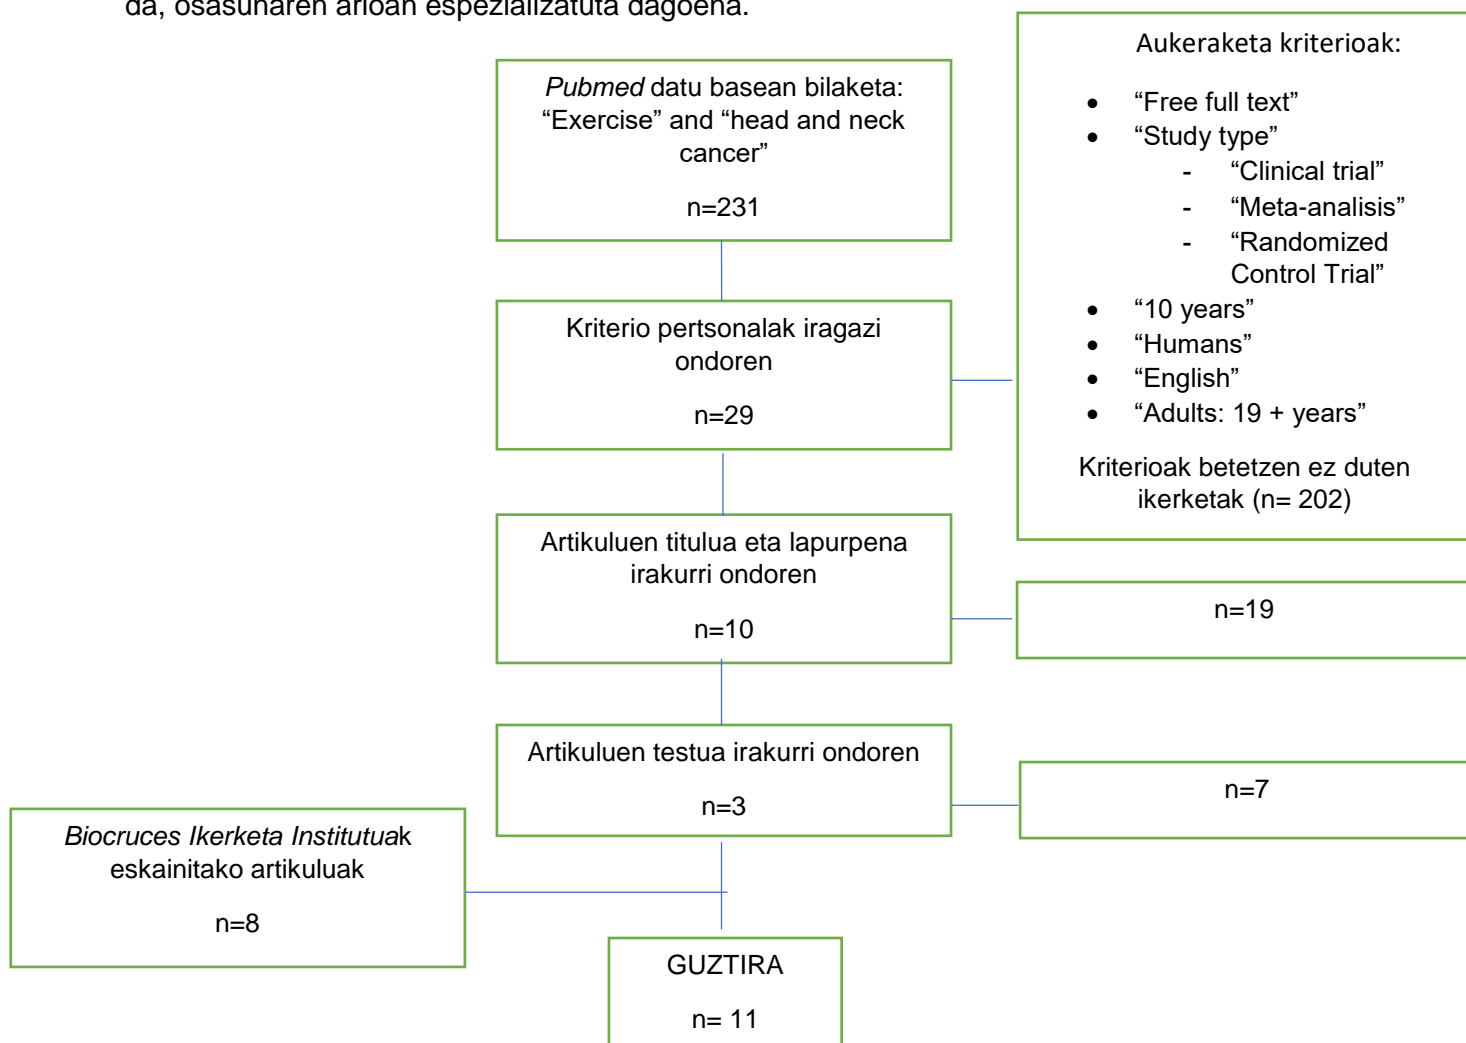 da, osasunaren arloan espezializatuta dagoena.
Pubmed datu basean bilaketa:
“Exercise” and “head and neck
cancer”
n=231
Aukeraketa kriterioak:
• “Free full text”
• “Study type”
- “Clinical trial”
- “Meta-analisis”
- “Randomized
Control Trial”
• “10 years”
• “Humans”
• “English”
• “Adults: 19 + years”
Kriterioak betetzen ez duten
ikerketak (n= 202)
Kriterio pertsonalak iragazi
ondoren
n=29
Artikuluen titulua eta lapurpena
irakurri ondoren
n=10
n=19
Artikuluen testua irakurri ondoren
n=3
n=7
Biocruces Ikerketa Institutuak
eskainitako artikuluak
n=8
GUZTIRA
n= 11